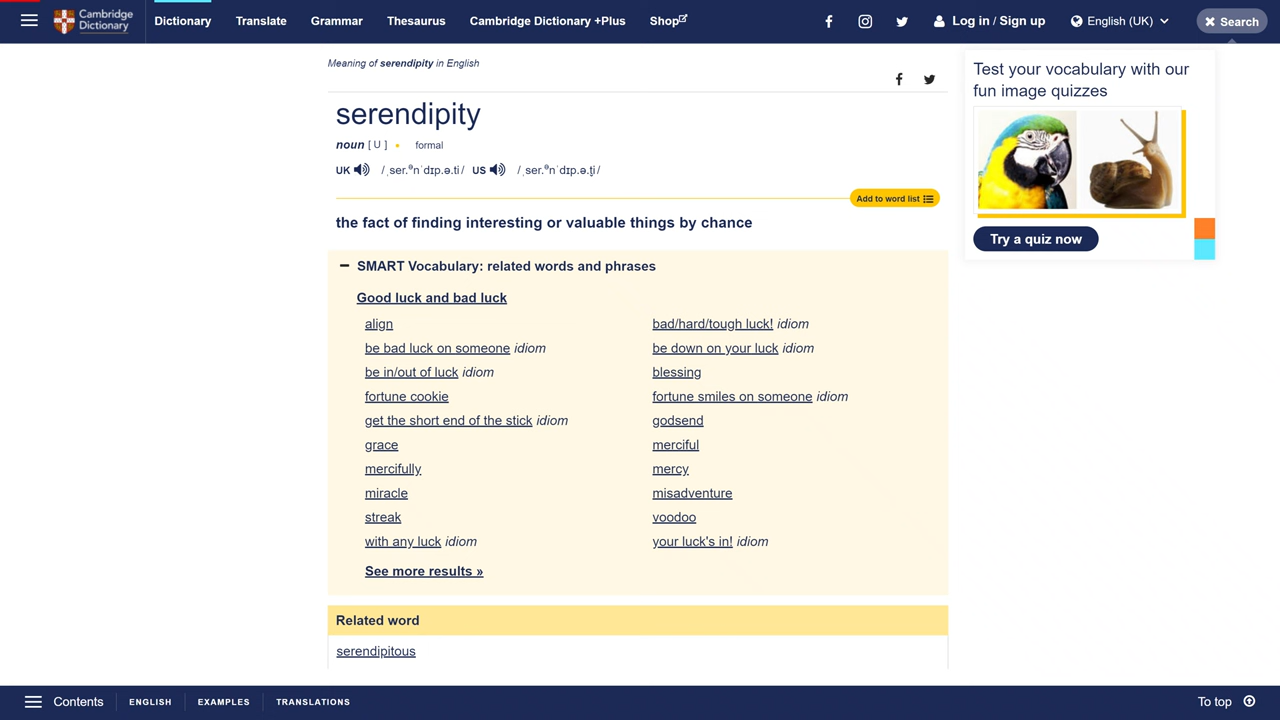 Cambridge Dictionary
Dictionary Translate Grammar Thesaurus Cambridge Dictionary +Plus Shop Log in / Sign up English (UK) Search
Meaning of serendipity in English
serendipity
noun [ U ] formal
UK /ˌser.ᵊnˈdɪp.ə.ti/ US /ˌser.ᵊnˈdɪp.ə.t̬i/
Add to word list
the fact of finding interesting or valuable things by chance
SMART Vocabulary: related words and phrases
Good luck and bad luck
align bad/hard/tough luck! idiom
be bad luck on someone idiom be down on your luck idiom
be in/out of luck idiom blessing
fortune cookie fortune smiles on someone idiom
get the short end of the stick idiom godsend
grace merciful
mercifully mercy
miracle misadventure
streak voodoo
with any luck idiom your luck's in! idiom
See more results »
Related word
serendipitous
Test your vocabulary with our
fun image quizzes
Try a quiz now
Contents ENGLISH EXAMPLES TRANSLATIONS To top